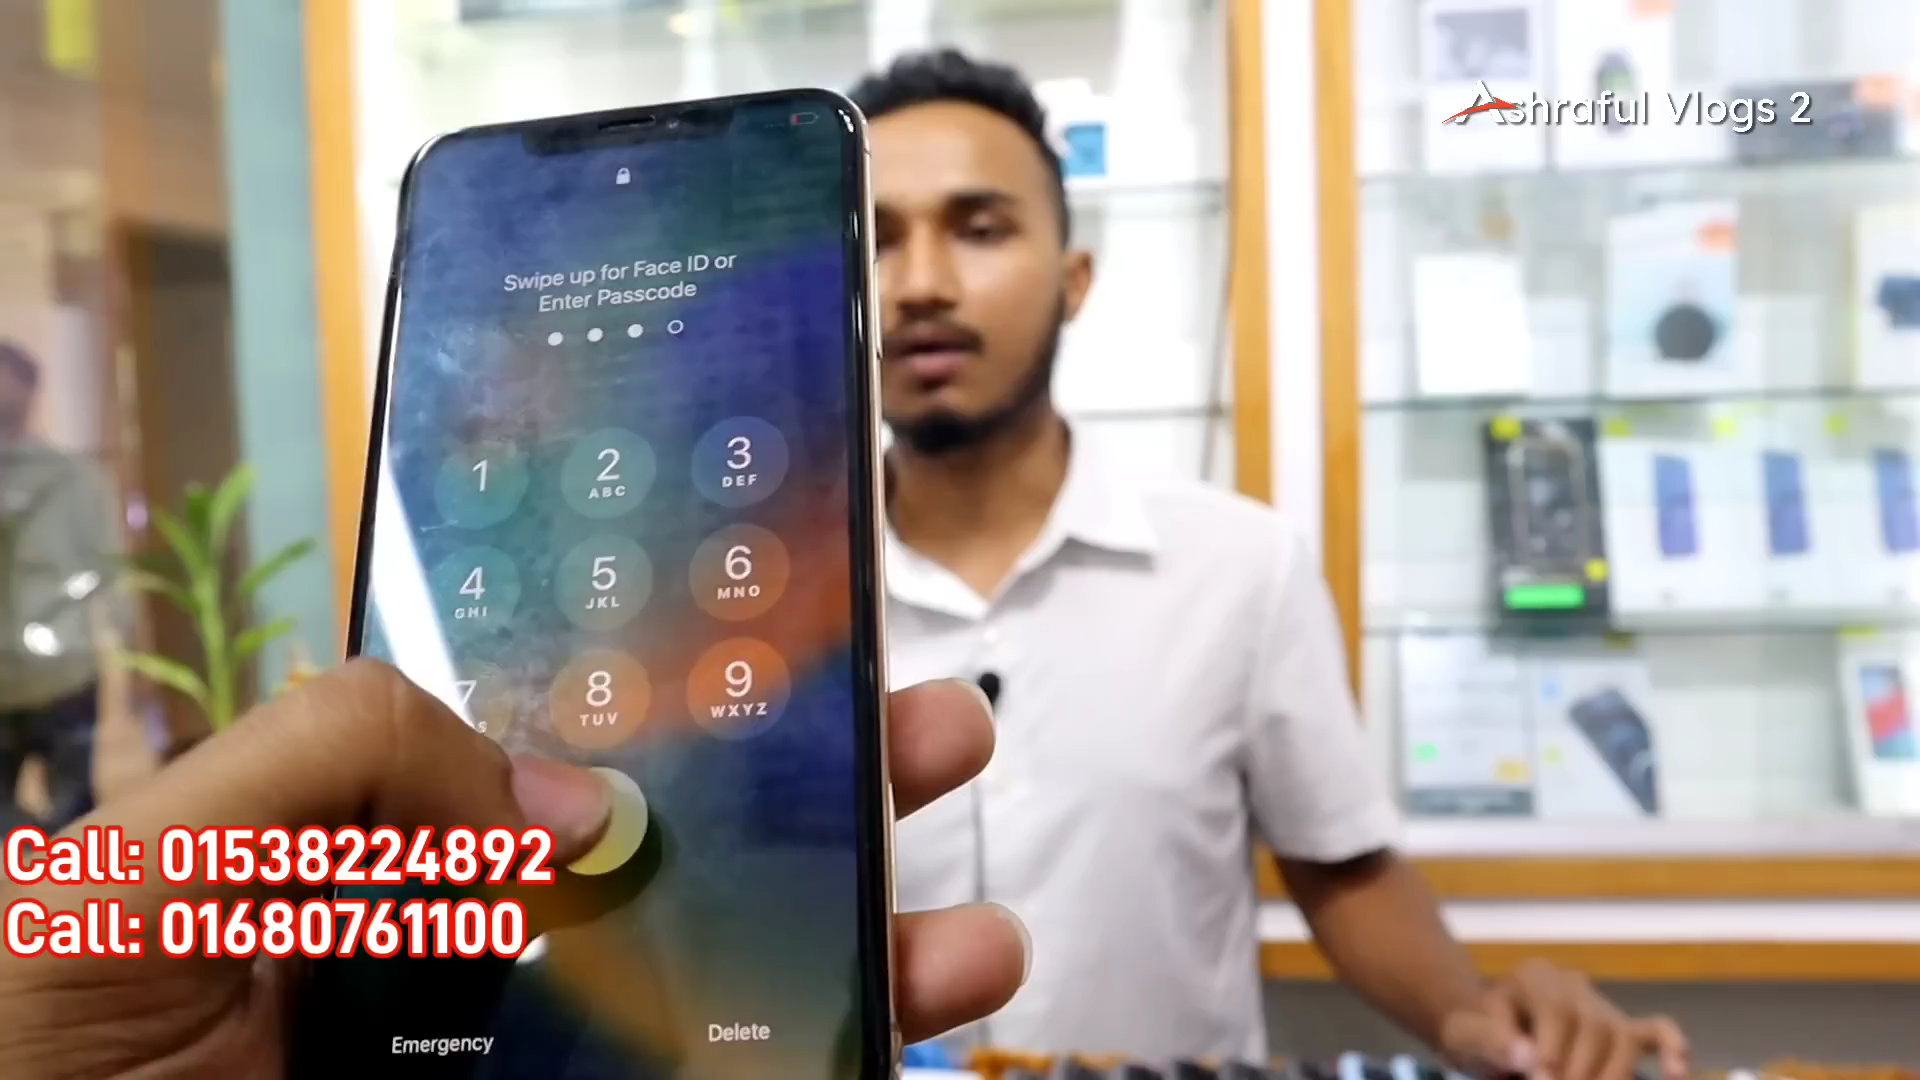 Ashraful Vlogs 2
Swipe up for Face ID or
Enter Passcode
1
2
ABC
3
DEF
4
GHI
5
JKL
6
MNO
7
8
TUV
9
WXYZ
Emergency
Delete
Call: 01538224892
Call: 01680761100